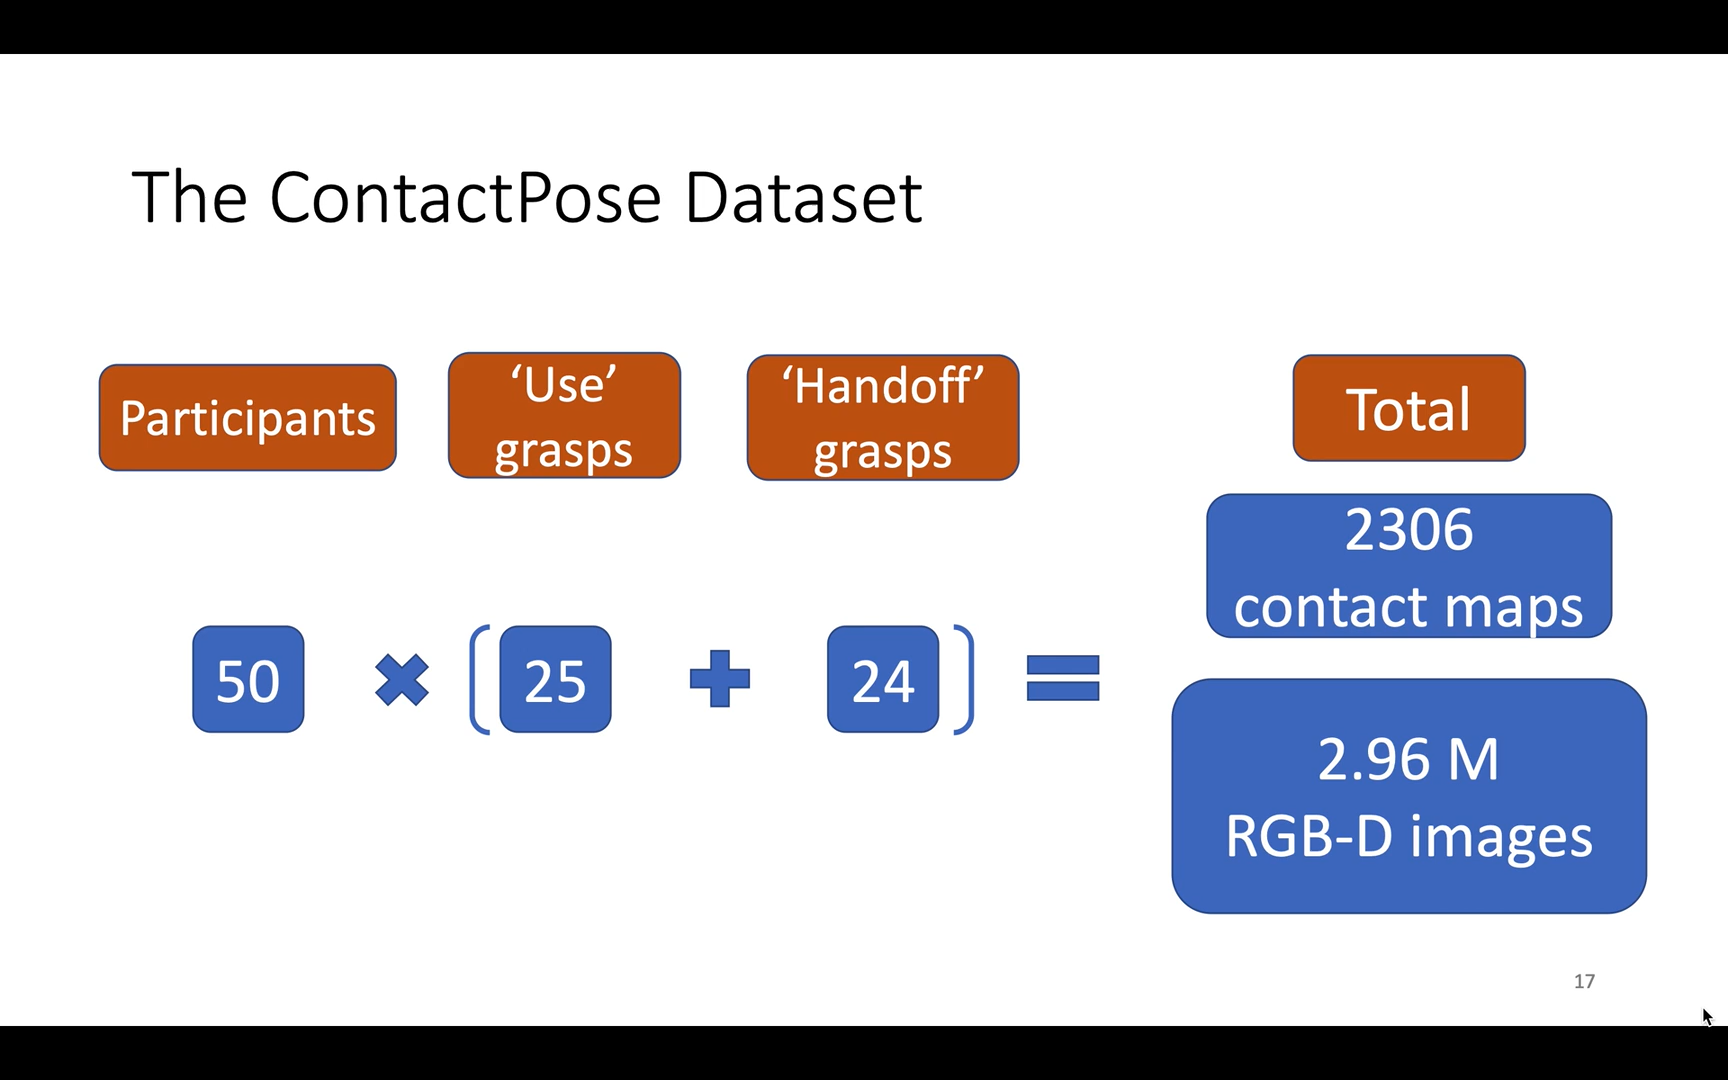 The ContactPose Dataset
Participants
‘Use’
grasps
‘Handoff’
grasps
Total
50
25
24
2306
contact maps
2.96 M
RGB-D images
17